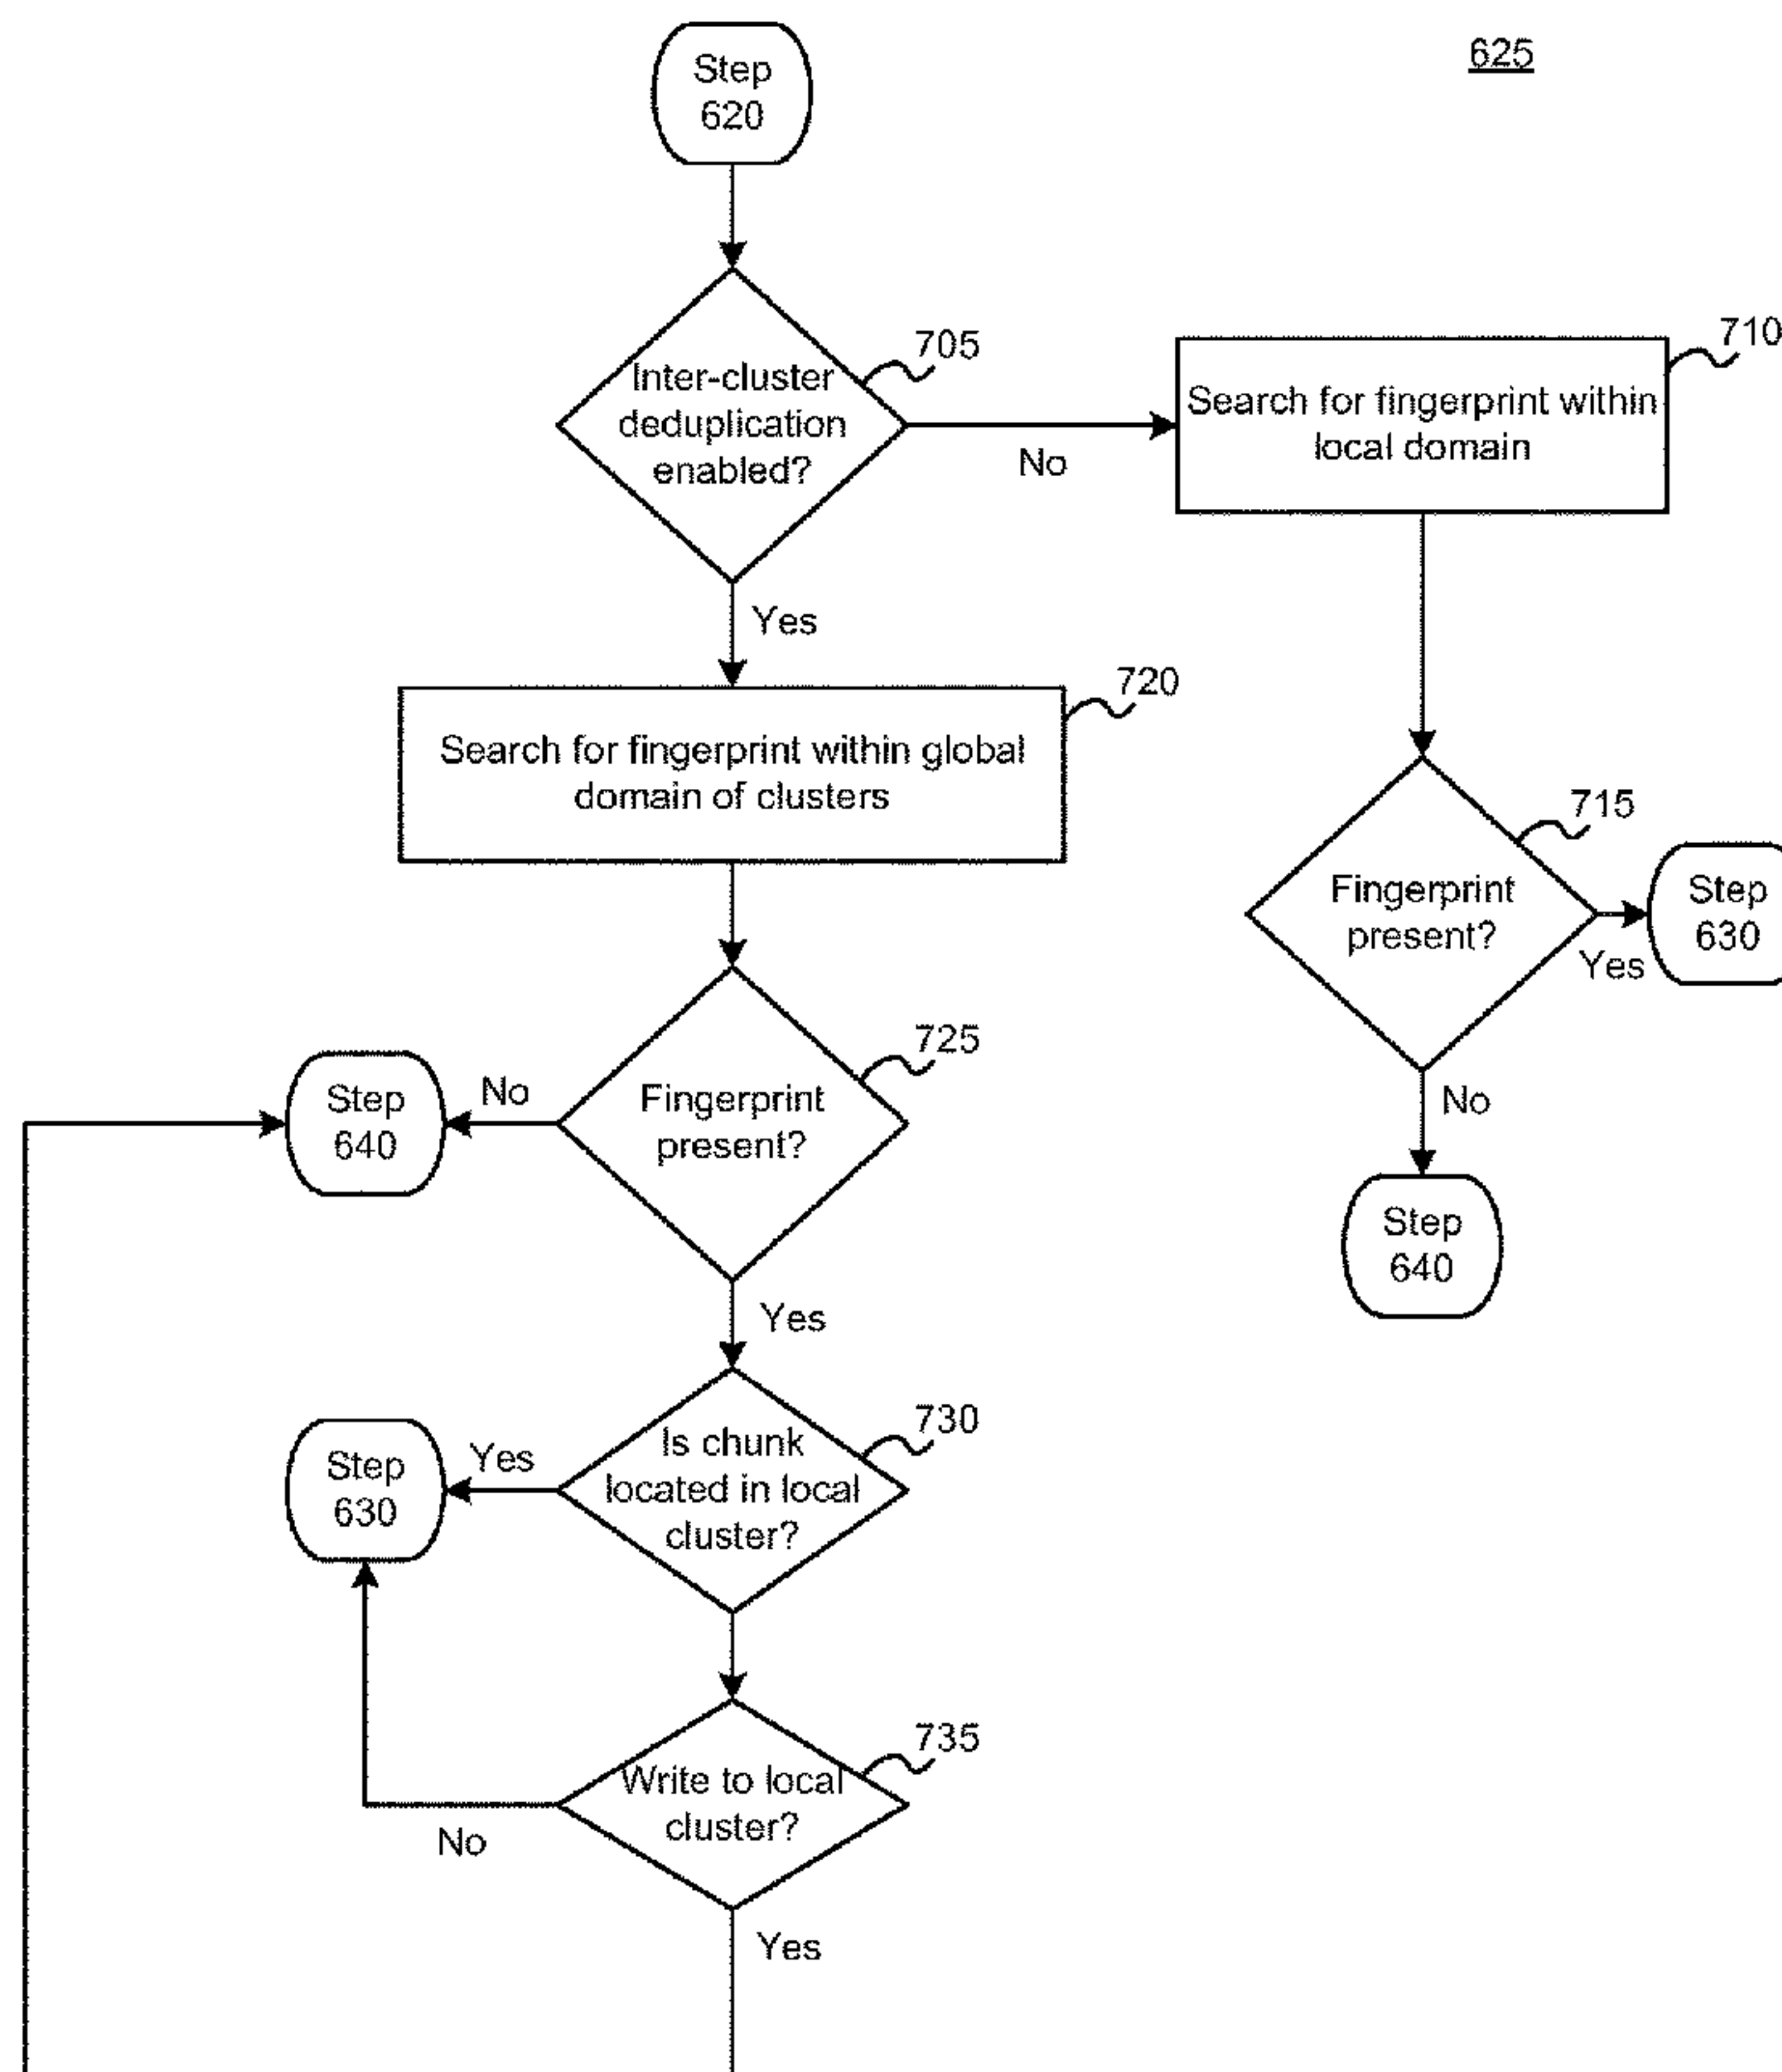 625
Step
620
705
Inter-cluster
deduplication
enabled?
No
710
Search for fingerprint within
local domain
Yes
720
Search for fingerprint within global
domain of clusters
715
Fingerprint
present?
Yes
Step
630
No
Step
640
725
Fingerprint
present?
No
Step
640
Yes
730
Is chunk
located in local
cluster?
Yes
Step
630
735
Write to local
cluster?
No
Yes